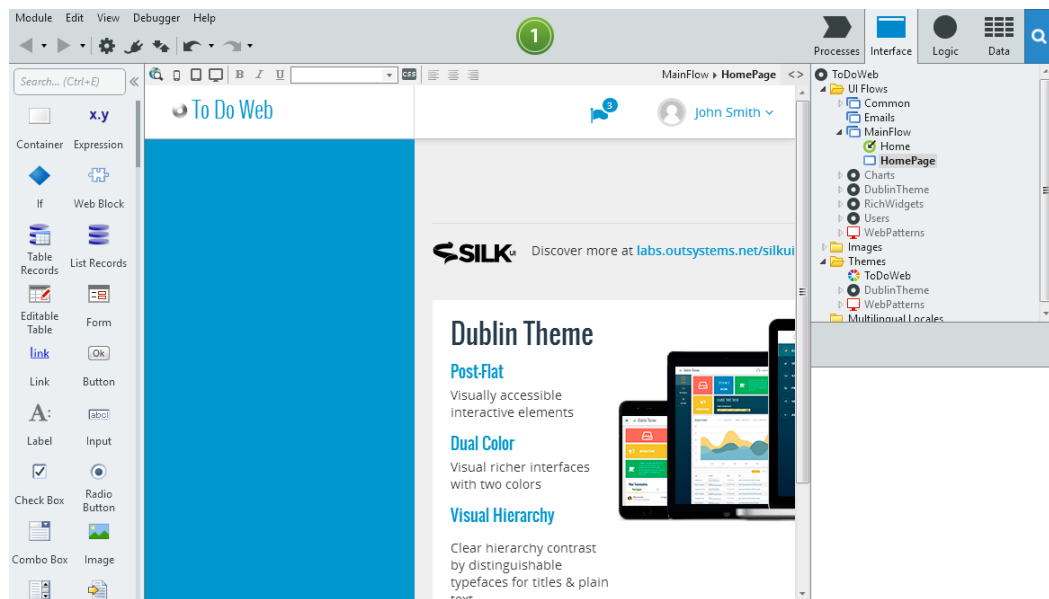 Module Edit View Debugger Help
1
Processes Interface Logic Data
Search... (Ctrl+E)
B I U
CSS
MainFlow ▸ HomePage <>
Container
x.y
Expression
If
Web Block
Table Records
List Records
Editable Table
Form
link
Link
Ok
Button
A:
Label
abc
Input
Check Box
Radio Button
Combo Box
Image
To Do Web
3
John Smith
SILK UI
Discover more at labs.outsystems.net/silkui
Dublin Theme
Post-Flat
Visually accessible
interactive elements
Dual Color
Visual richer interfaces
with two colors
Visual Hierarchy
Clear hierarchy contrast
by distinguishable
typefaces for titles & plain
text
ToDoWeb
UI Flows
Common
Emails
MainFlow
Home
HomePage
Charts
DublinTheme
RichWidgets
Users
WebPatterns
Images
Themes
ToDoWeb
DublinTheme
WebPatterns
Multilingual Locales